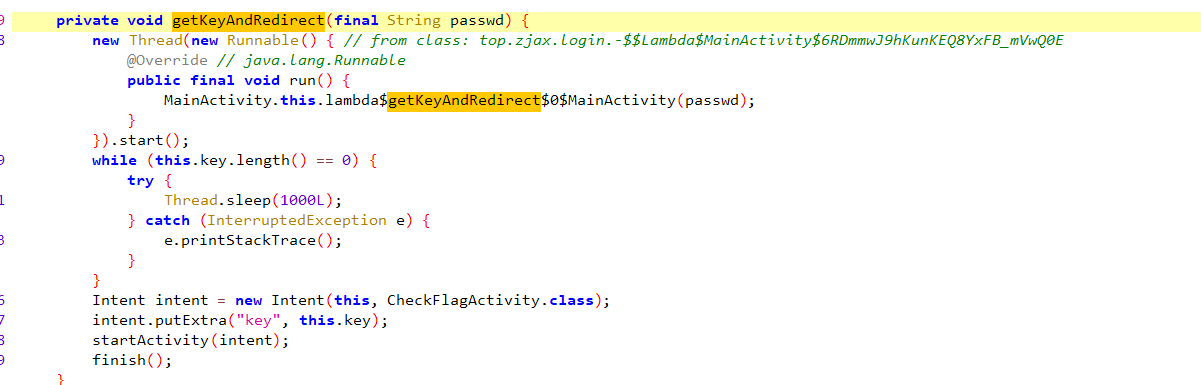 9 private void getKeyAndRedirect(final String passwd) {
8 new Thread(new Runnable() { // from class: top.zjax.login.-$$Lambda$MainActivity$6RDmmwJ9hKunKEQ8YxFB_mVwQ0E
@Override // java.lang.Runnable
public final void run() {
MainActivity.this.lambda$getKeyAndRedirect$0$MainActivity(passwd);
}
}).start();
9 while (this.key.length() == 0) {
try {
1 Thread.sleep(1000L);
} catch (InterruptedException e) {
3 e.printStackTrace();
}
}
6 Intent intent = new Intent(this, CheckFlagActivity.class);
7 intent.putExtra("key", this.key);
8 startActivity(intent);
9 finish();
}